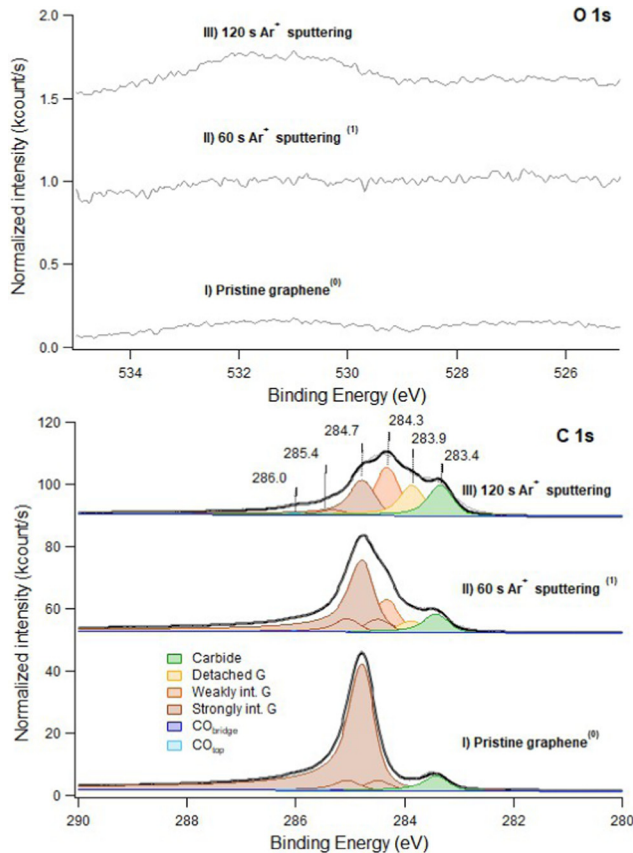 O 1s
2.0
III) 120 s Ar+ sputtering
1.5
II) 60 s Ar+ sputtering (1)
1.0
0.5
I) Pristine graphene(0)
0.0
534 532 530 528 526
Binding Energy (eV)
Normalized intensity (kcount/s)
C 1s
120
286.0 285.4 284.7 284.3 283.9 283.4
100
III) 120 s Ar+ sputtering
80
II) 60 s Ar+ sputtering (1)
60
Carbide
Detached G
Weakly int. G
Strongly int. G
CObridge
COtop
40
I) Pristine graphene(0)
20
0
290 288 286 284 282 280
Binding Energy (eV)
Normalized intensity (kcount/s)